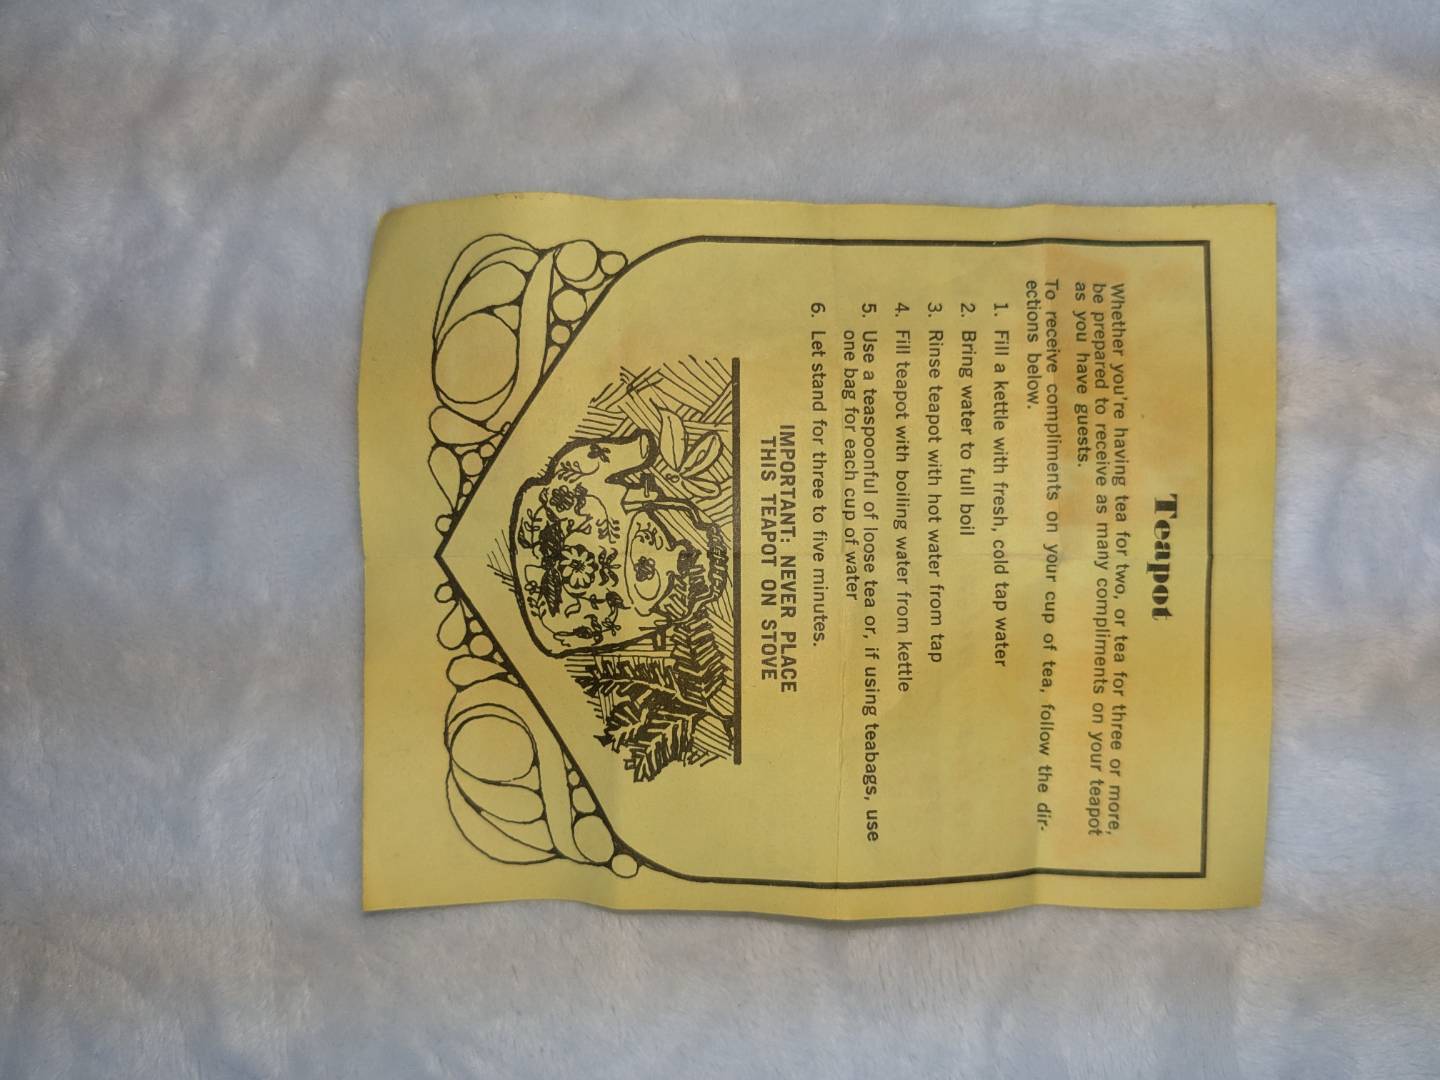 Teapot
Whether you're having tea for two, or tea for three or more,
be prepared to receive as many compliments on your teapot
as you have guests.
To receive compliments on your cup of tea, follow the dir-
ections below.
1. Fill a kettle with fresh, cold tap water
2. Bring water to full boil
3. Rinse teapot with hot water from tap
4. Fill teapot with boiling water from kettle
5. Use a teaspoonful of loose tea or, if using teabags, use
one bag for each cup of water
6. Let stand for three to five minutes.
IMPORTANT: NEVER PLACE
THIS TEAPOT ON STOVE